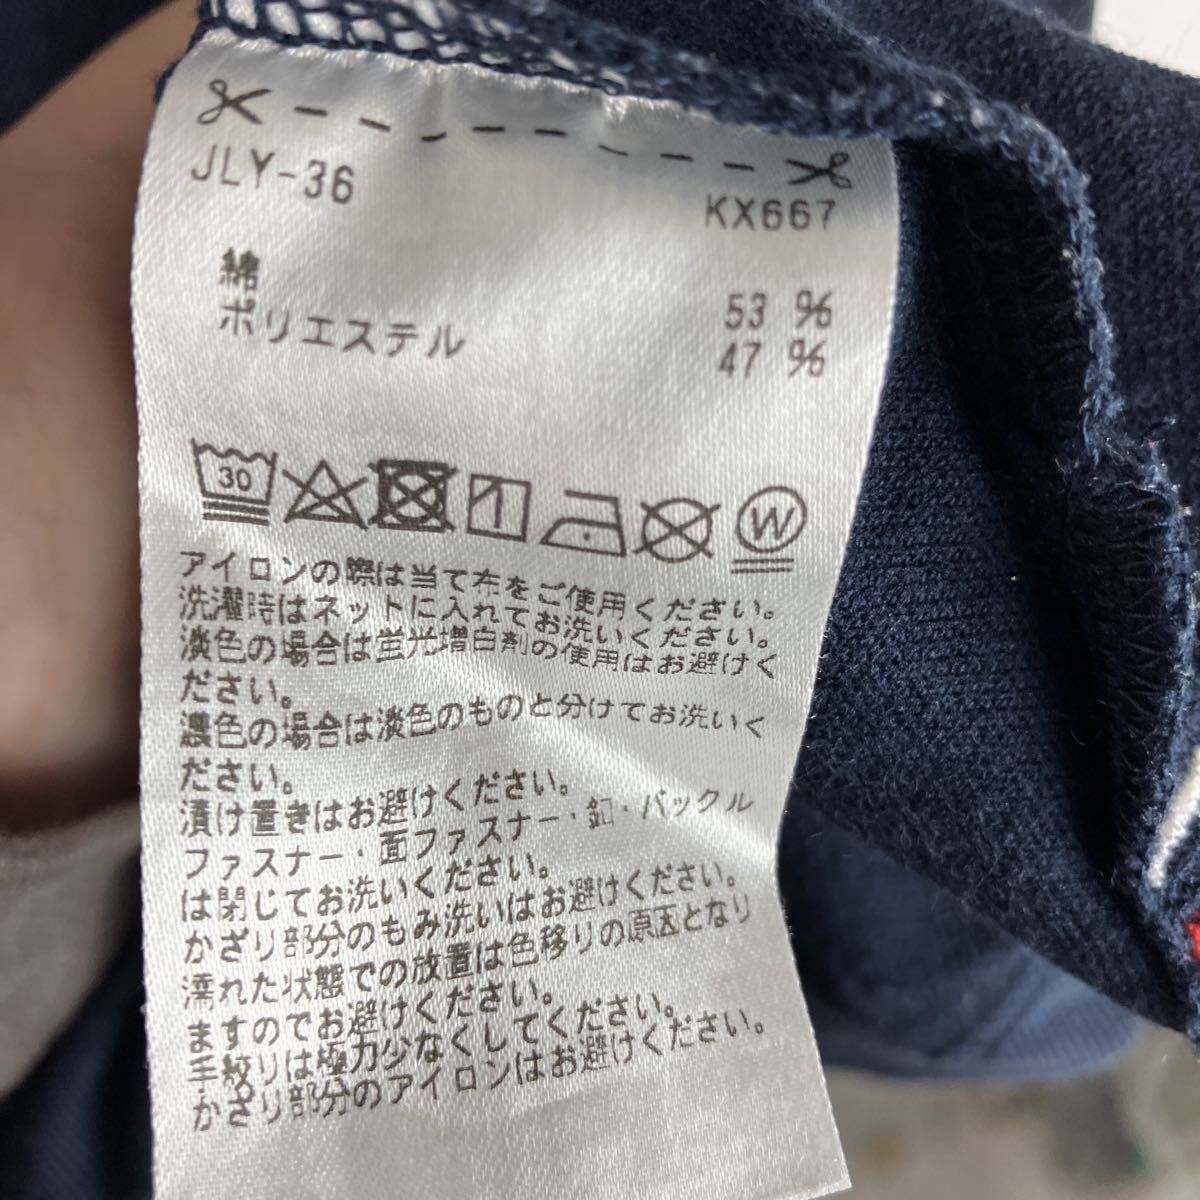 JLY-36
KX667
綿 53 %
ポリエステル 47 %
30
W
アイロンの際は当て布をご使用ください。
洗濯時はネットに入れてお洗いください。
淡色の場合は蛍光増白剤の使用はお避けく
ださい。
濃色の場合は淡色のものと分けてお洗いく
ださい。
漬け置きはお避けください。
ファスナー・面ファスナー・釦・バックル
は閉じてお洗いください。
かざり部分のもみ洗いはお避けください。
濡れた状態での放置は色移りの原因となり
ますのでお避けください。
手絞りは極力少なくしてください。
かざり部分のアイロンはお避けください。